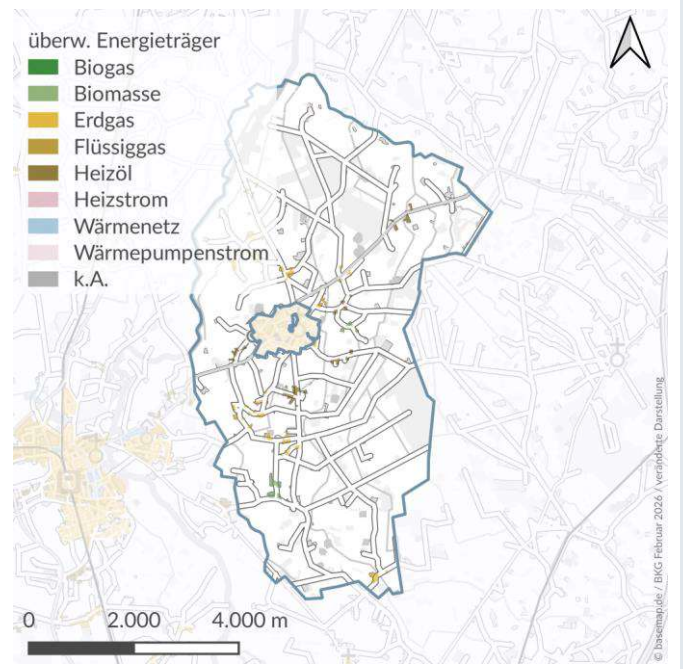 überw. Energieträger
Biogas
Biomasse
Erdgas
Flüssiggas
Heizöl
Heizstrom
Wärmenetz
Wärmepumpenstrom
k.A.
0 2.000 4.000 m
© basemap.de / BKG Februar 2026 / veränderte Darstellung